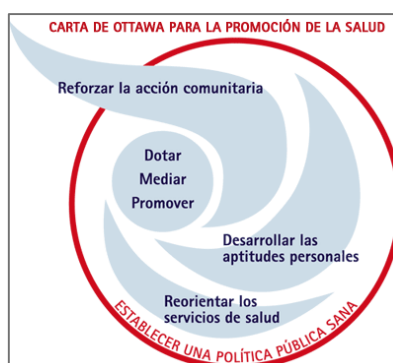 CARTA DE OTTAWA PARA LA PROMOCIÓN DE LA SALUD
Reforzar la acción comunitaria
Dotar
Mediar
Promover
Desarrollar las
aptitudes personales
Reorientar los
servicios de salud
ESTABLECER UNA POLÍTICA PÚBLICA SANA